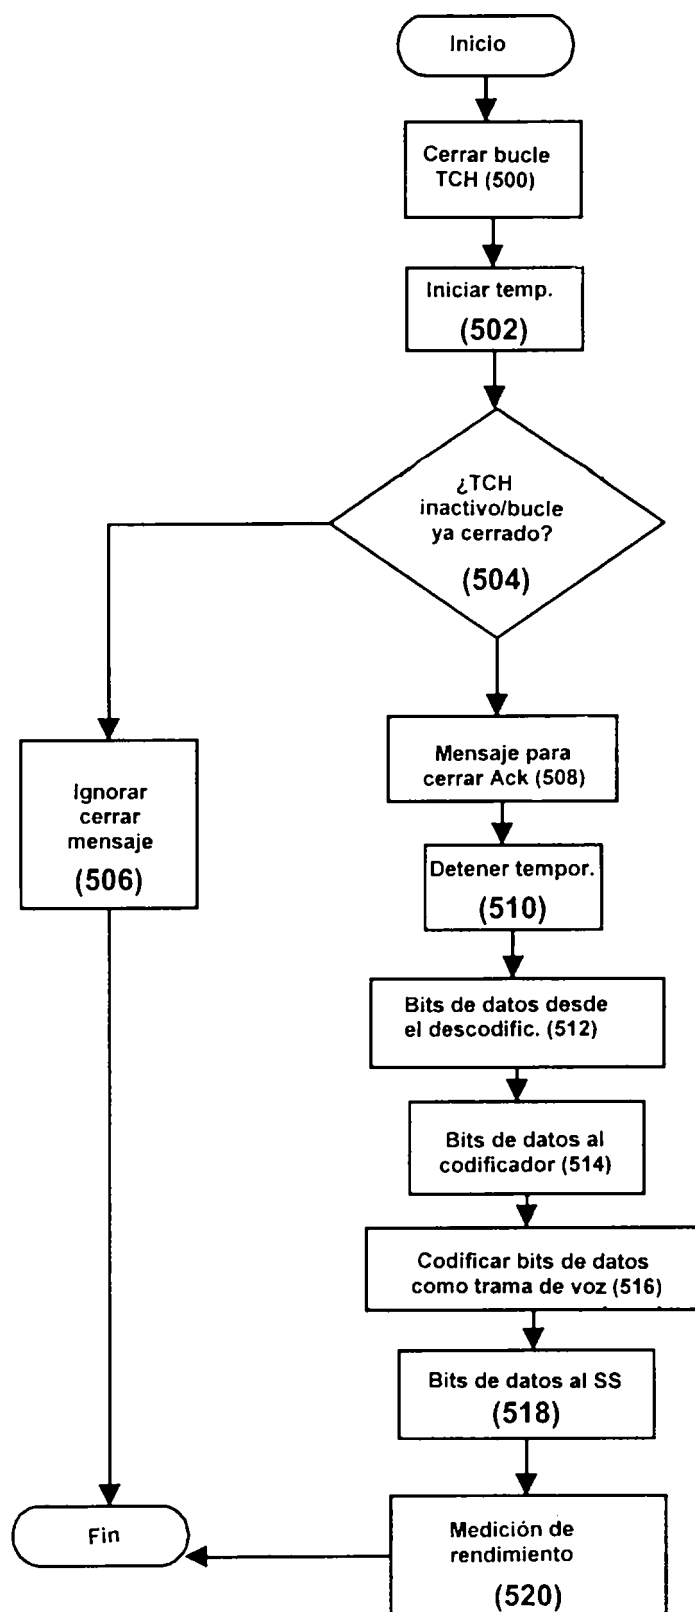 Inicio
Cerrar bucle
TCH (500)
Iniciar temp.
(502)
¿TCH
inactivo/bucle
ya cerrado?
(504)
Ignorar
cerrar
mensaje
(506)
Mensaje para
cerrar Ack (508)
Detener tempor.
(510)
Bits de datos desde
el descodific. (512)
Bits de datos al
codificador (514)
Codificar bits de datos
como trama de voz (516)
Bits de datos al SS
(518)
Medición de
rendimiento
(520)
Fin